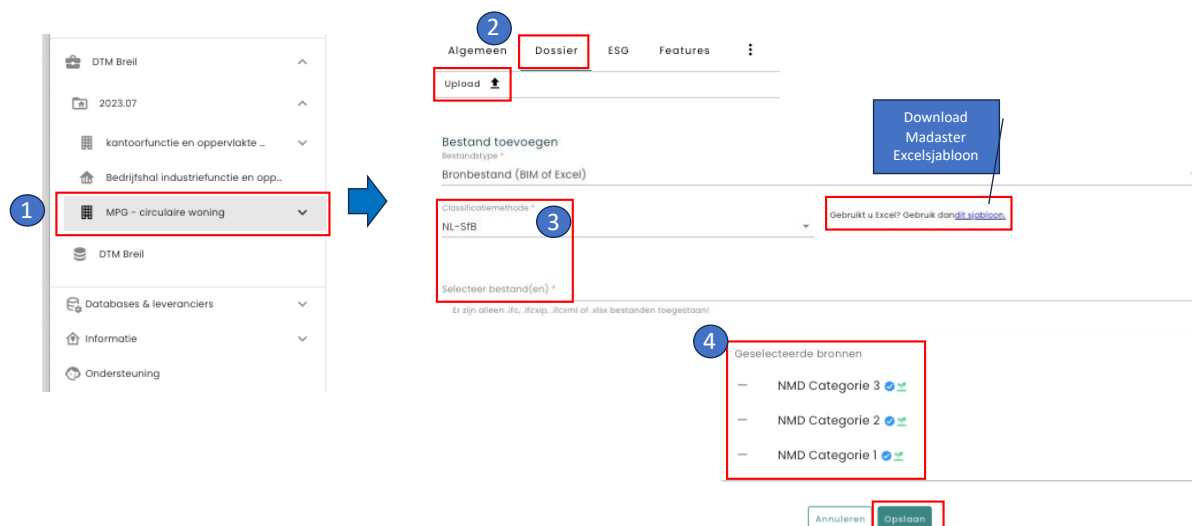 DTM Breil
2023.07
kantoorfunctie en oppervlakte ...
Bedrijfshal industriefunctie en opp...
1
MPG - circulaire woning
DTM Breil
Databases & leveranciers
Informatie
Ondersteuning
2
Algemeen Dossier ESG Features
Upload
Download
Madaster
Excelsjabloon
Bestand toevoegen
Bestandstype *
Bronbestand (BIM of Excel)
Classificatiemethode *
3
NL-SfB
Gebruikt u Excel? Gebruik dandit sjabloon.
Selecteer bestand(en) *
Er zijn alleen .ifc, .ifczip, .ifcxml of .xlsx bestanden toegestaan!
4
Geselecteerde bronnen
NMD Categorie 3
NMD Categorie 2
NMD Categorie 1
Annuleren Opslaan